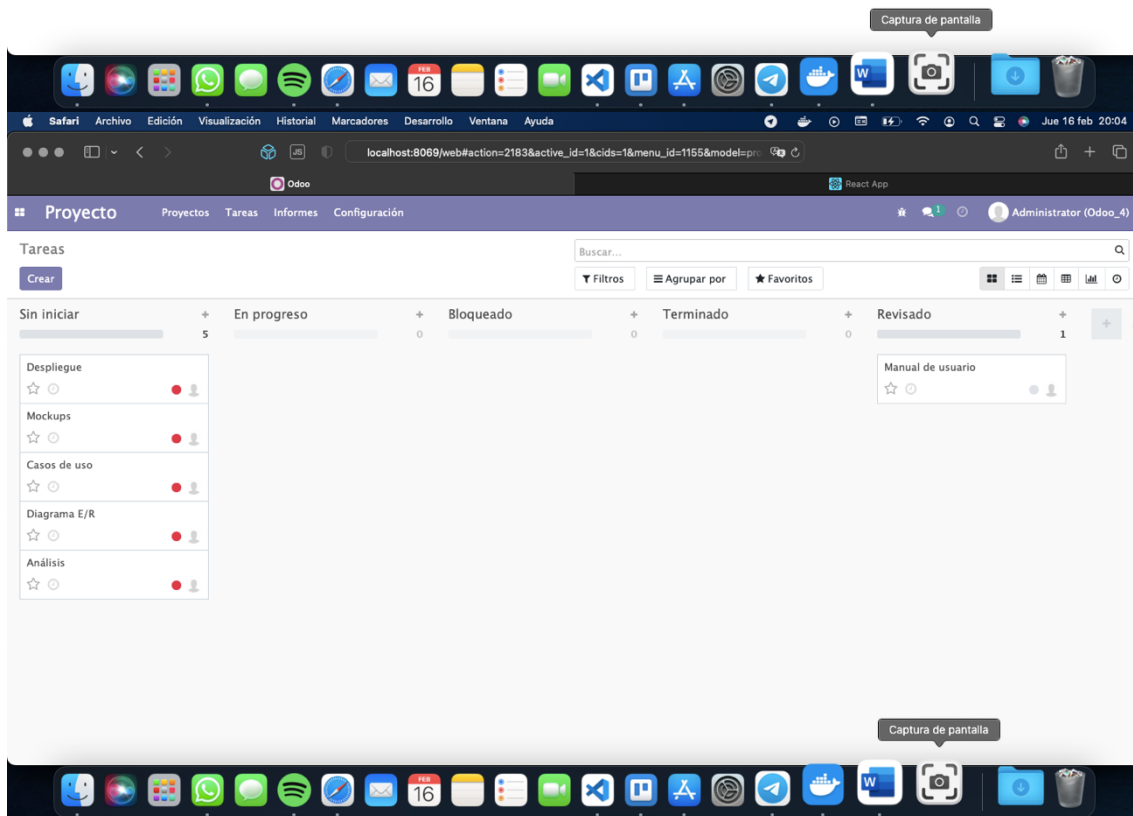 Captura de pantalla
FEB
16
W
Safari Archivo Edición Visualización Historial Marcadores Desarrollo Ventana Ayuda Jue 16 feb 20:04
JS localhost:8069/web#action=2183&active_id=1&cids=1&menu_id=1155&model=pro
Odoo React App
Proyecto Proyectos Tareas Informes Configuración 1 Administrator (Odoo_4)
Tareas Buscar...
Crear Filtros Agrupar por Favoritos
Sin iniciar + En progreso + Bloqueado + Terminado + Revisado + +
5 0 0 0 1
Despliegue Manual de usuario
Mockups
Casos de uso
Diagrama E/R
Análisis
Captura de pantalla
FEB
16
W